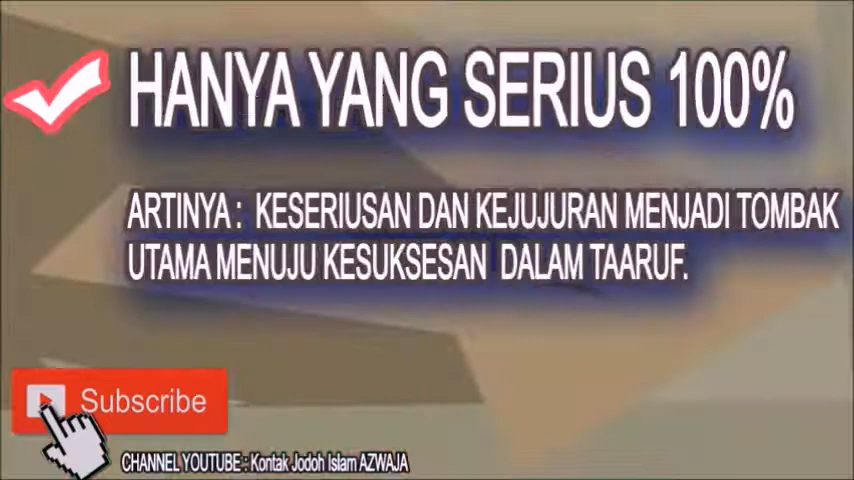 HANYA YANG SERIUS 100%
ARTINYA : KESERIUSAN DAN KEJUJURAN MENJADI TOMBAK
UTAMA MENUJU KESUKSESAN DALAM TAARUF.
Subscribe
CHANNEL YOUTUBE : Kontak Jodoh Islam AZWAJA